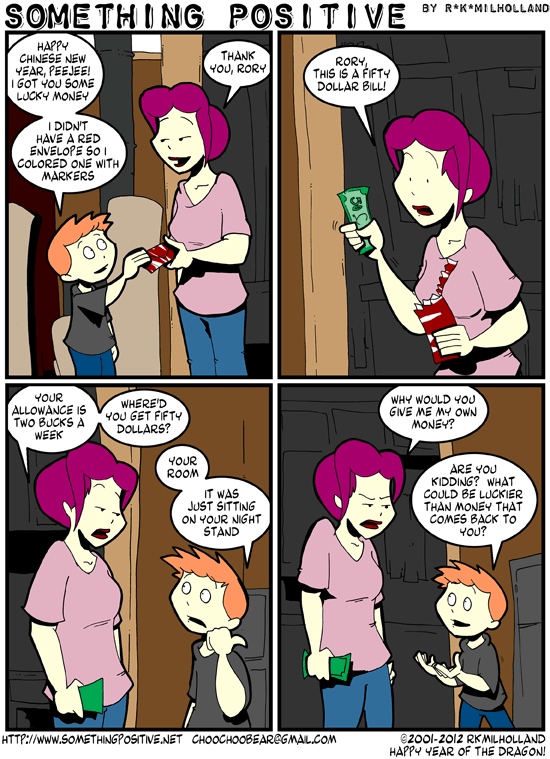 SOMETHING POSITIVE BY R*K*MILHOLLAND
HAPPY
CHINESE NEW
YEAR, PEEJEE!
I GOT YOU SOME
LUCKY MONEY
THANK
YOU, RORY
I DIDN'T
HAVE A RED
ENVELOPE SO I
COLORED ONE WITH
MARKERS
RORY,
THIS IS A FIFTY
DOLLAR BILL!
50
YOUR
ALLOWANCE IS
TWO BUCKS A
WEEK
WHERE'D
YOU GET FIFTY
DOLLARS?
YOUR
ROOM
IT WAS
JUST SITTING
ON YOUR NIGHT
STAND
WHY WOULD YOU
GIVE ME MY OWN
MONEY?
ARE YOU
KIDDING? WHAT
COULD BE LUCKIER
THAN MONEY THAT
COMES BACK TO
YOU?
HTTP://WWW.SOMETHINGPOSITIVE.NET CHOOCHOOBEAR@GMAIL.COM
©2001-2012 RKMILHOLLAND
HAPPY YEAR OF THE DRAGON!